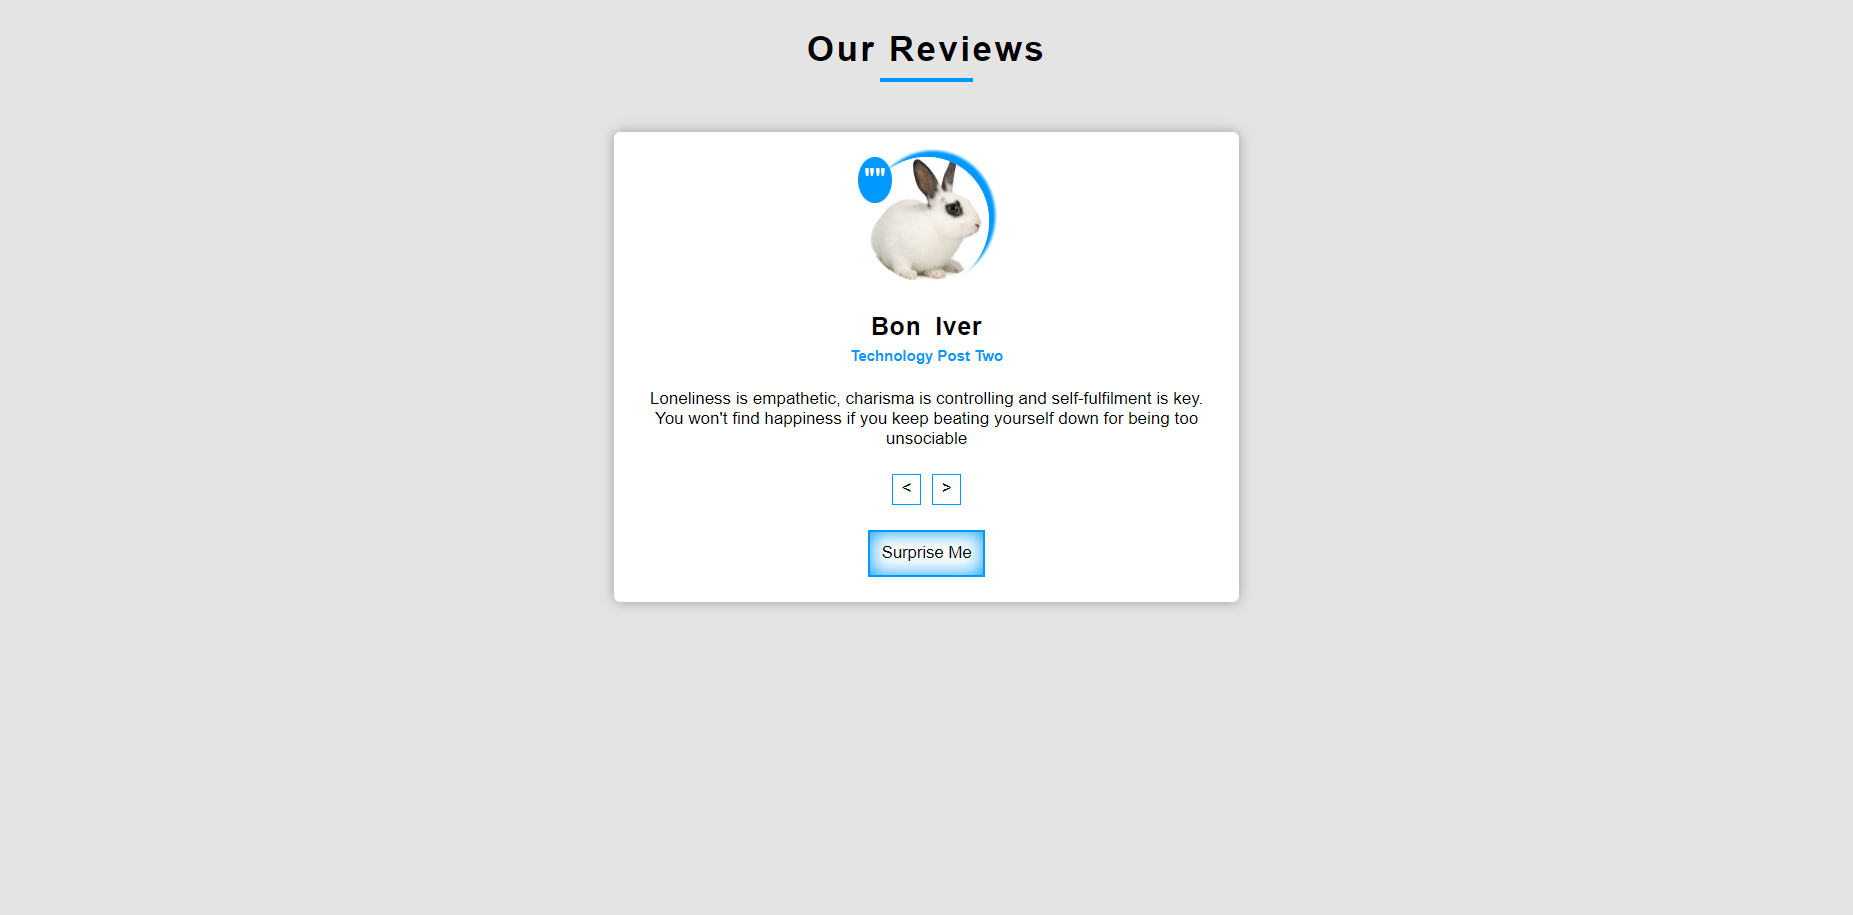 Our Reviews
""
Bon Iver
Technology Post Two
Loneliness is empathetic, charisma is controlling and self-fulfilment is key.
You won't find happiness if you keep beating yourself down for being too
unsociable
< >
Surprise Me